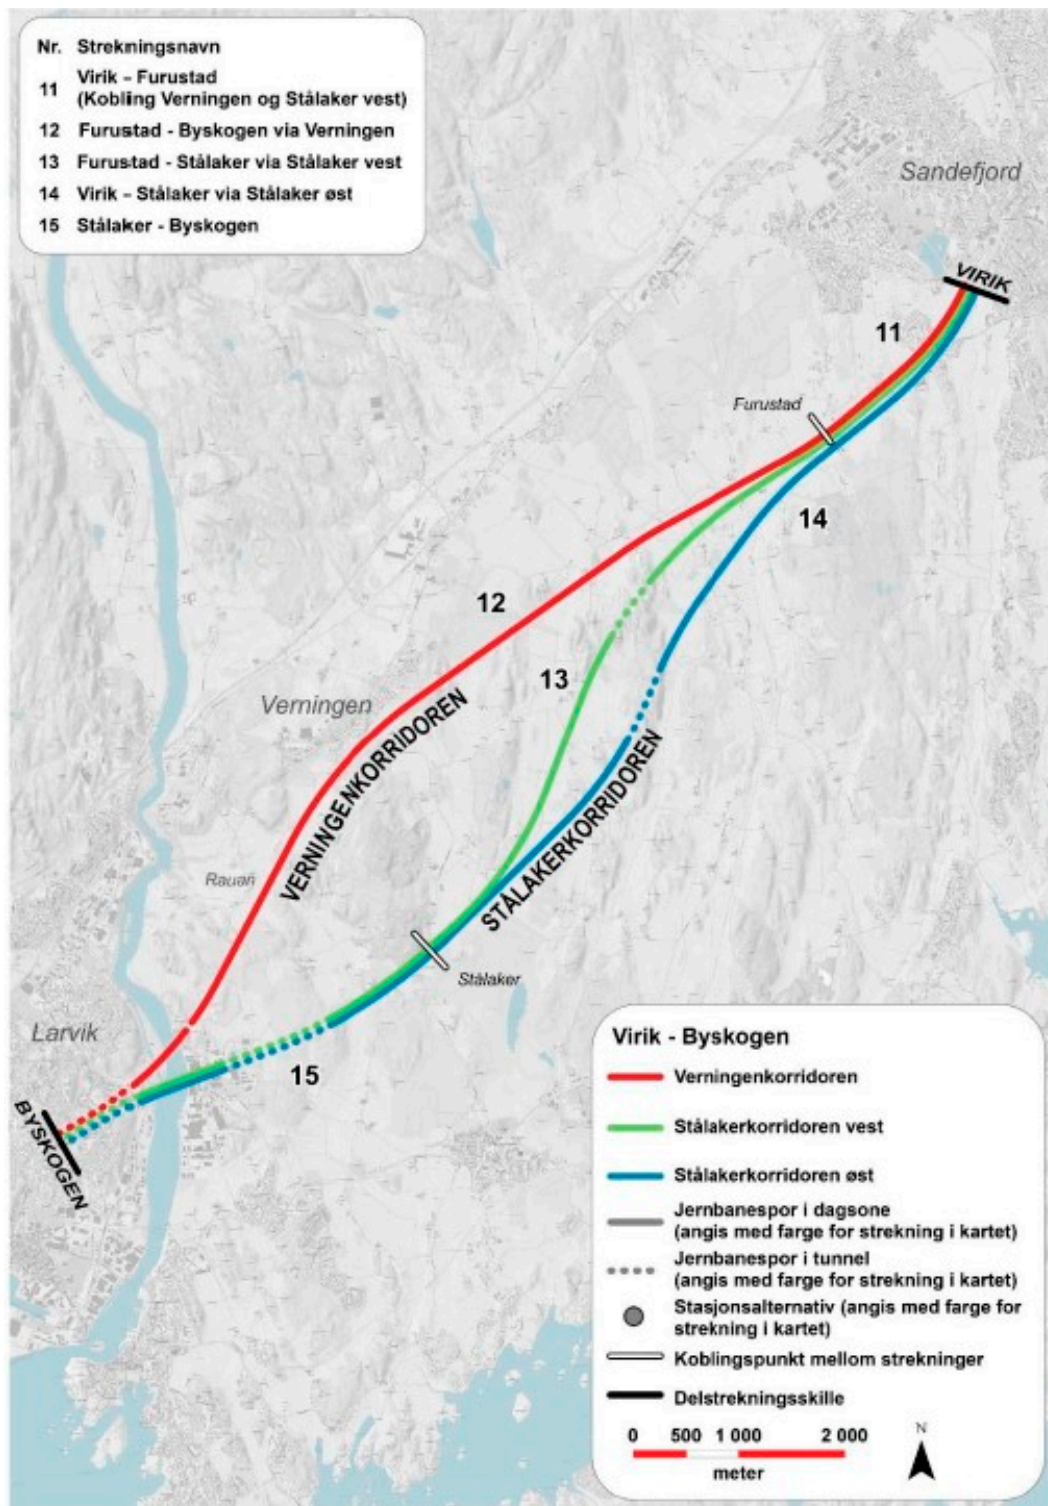 Nr. Strekningsnavn
11 Virik – Furustad
(Kobling Verningen og Stålaker vest)
12 Furustad - Byskogen via Verningen
13 Furustad - Stålaker via Stålaker vest
14 Virik – Stålaker via Stålaker øst
15 Stålaker - Byskogen
Sandefjord
VIRIK
11
Furustad
14
12
13
Verningen
VERNINGENKORRIDOREN
STÅLAKERKORRIDOREN
Rauan
Stålaker
Larvik
15
BYSKOGEN
Virik - Byskogen
Verningenkorridoren
Stålakerkorridoren vest
Stålakerkorridoren øst
Jernbanespor i dagsone
(angis med farge for strekning i kartet)
Jernbanespor i tunnel
(angis med farge for strekning i kartet)
Stasjonsalternativ (angis med farge for
strekning i kartet)
Koblingspunkt mellom strekninger
Delstrekningsskille
0 500 1 000 2 000
meter
N